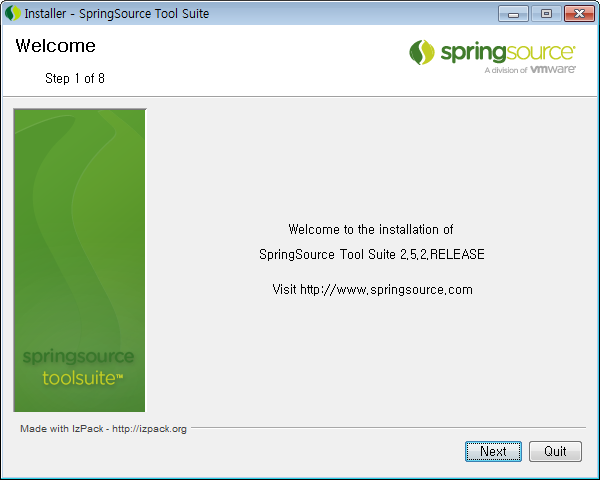 Installer - SpringSource Tool Suite
Welcome
Step 1 of 8
springsource
A division of vmware
Welcome to the installation of
SpringSource Tool Suite 2.5.2.RELEASE
Visit http://www.springsource.com
springsource
toolsuite™
Made with IzPack - http://izpack.org
Next Quit